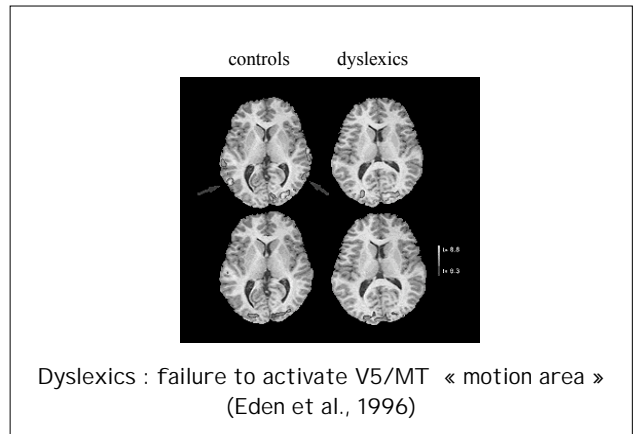 controls dyslexics
Dyslexics : failure to activate V5/MT « motion area »
(Eden et al., 1996)